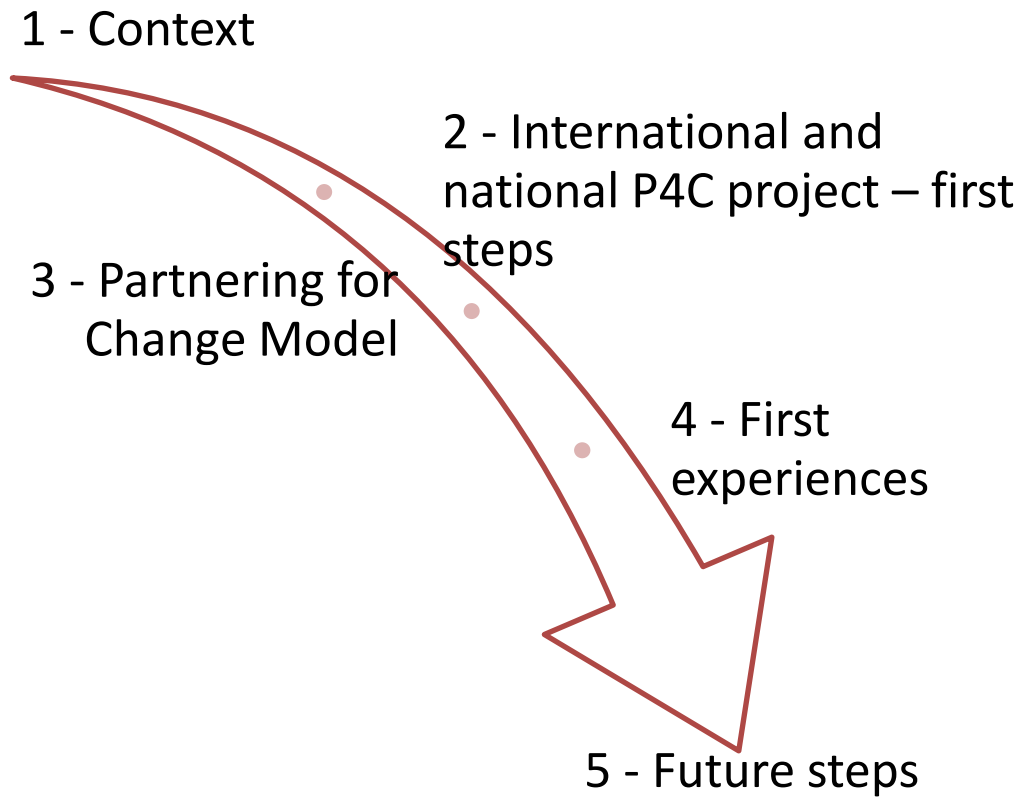 1 - Context
2 - International and
national P4C project – first
steps
3 - Partnering for
Change Model
4 - First
experiences
5 - Future steps